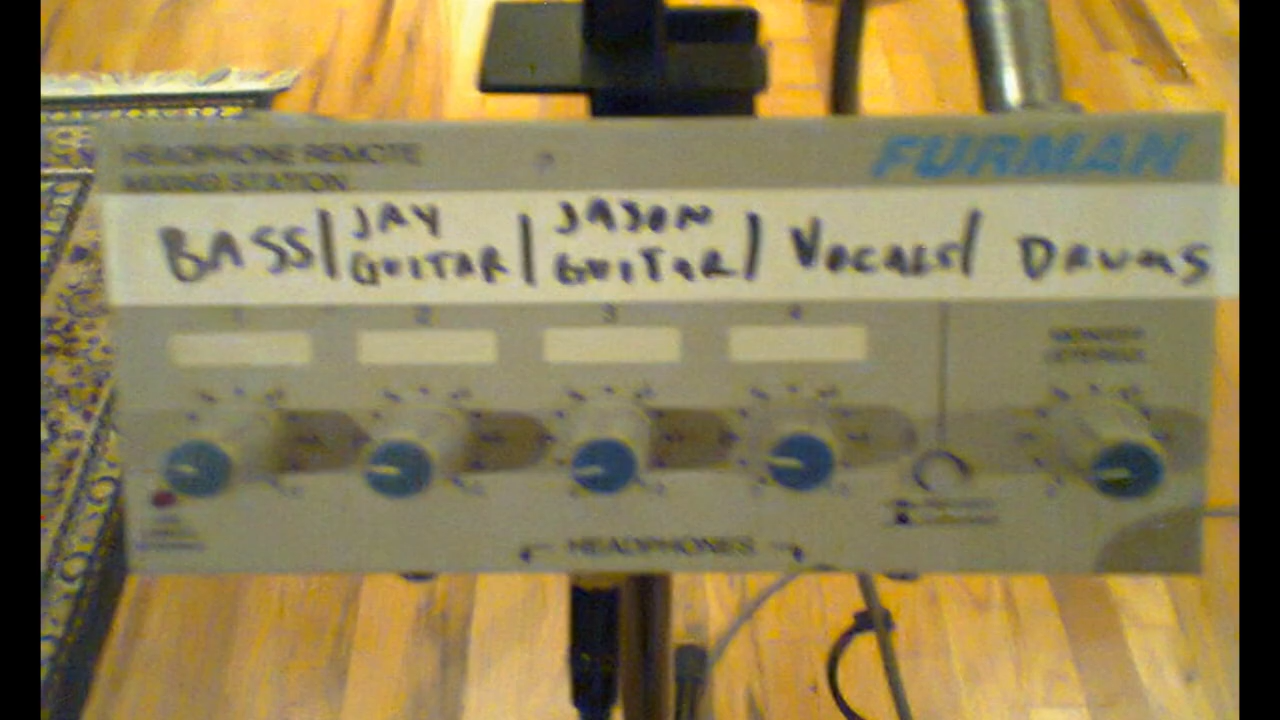 HEADPHONE REMOTE
MIXING STATION
FURMAN
BASS/ JAY GUITAR / JASON GUITAR / VOCALS/ DRUMS
1 2 3 4
HEADPHONES